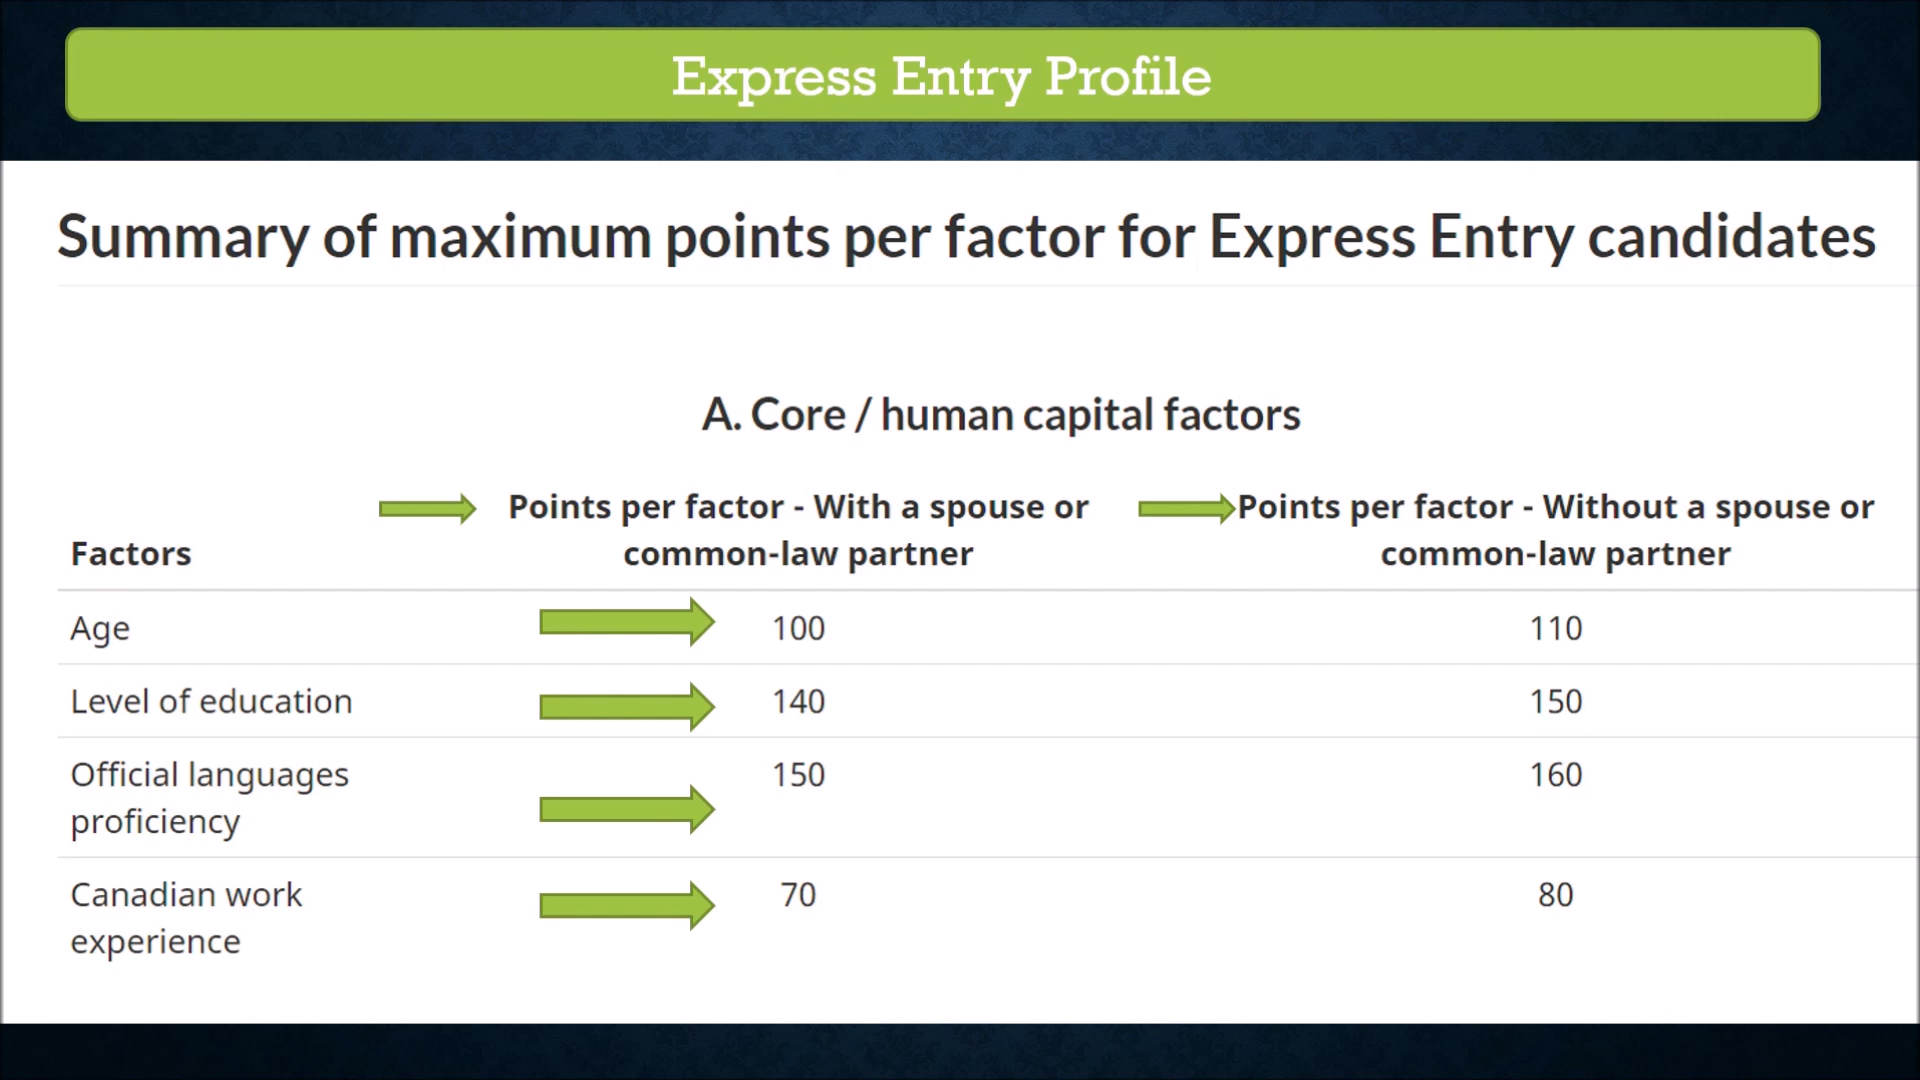 Express Entry Profile
Summary of maximum points per factor for Express Entry candidates
A. Core / human capital factors
Factors
Points per factor - With a spouse or
common-law partner
Points per factor - Without a spouse or
common-law partner
Age 100 110
Level of education 140 150
Official languages 150 160
proficiency
Canadian work 70 80
experience